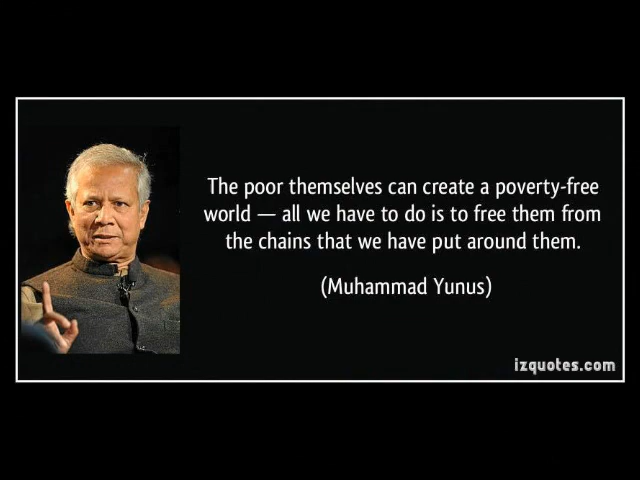 The poor themselves can create a poverty-free
world — all we have to do is to free them from
the chains that we have put around them.
(Muhammad Yunus)
izquotes.com